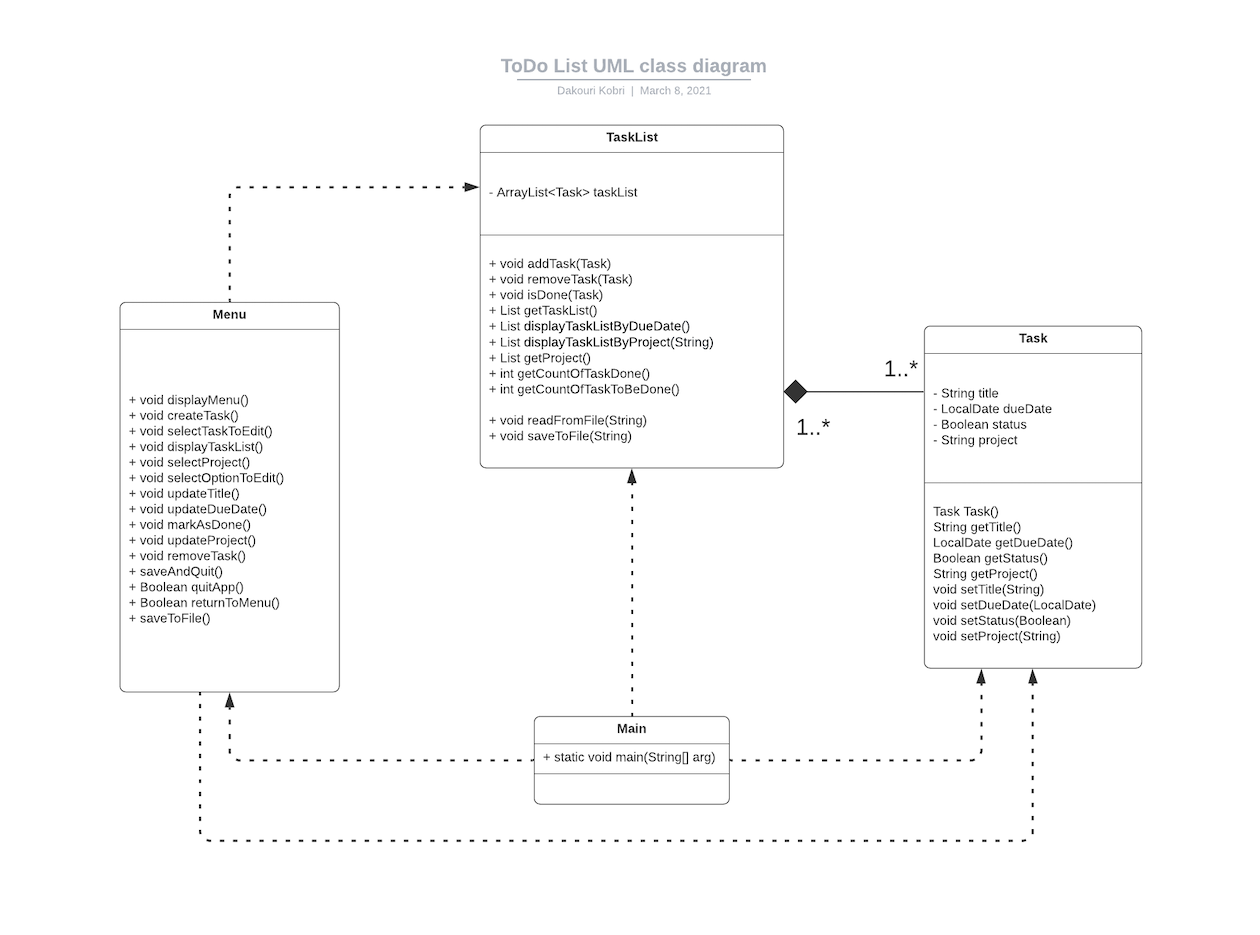 ToDo List UML class diagram
Dakouri Kobri | March 8, 2021
TaskList
- ArrayList<Task> taskList
+ void addTask(Task)
+ void removeTask(Task)
+ void isDone(Task)
+ List getTaskList()
+ List displayTaskListByDueDate()
+ List displayTaskListByProject(String)
+ List getProject()
+ int getCountOfTaskDone()
+ int getCountOfTaskToBeDone()
+ void readFromFile(String)
+ void saveToFile(String)
Menu
+ void displayMenu()
+ void createTask()
+ void selectTaskToEdit()
+ void displayTaskList()
+ void selectProject()
+ void selectOptionToEdit()
+ void updateTitle()
+ void updateDueDate()
+ void markAsDone()
+ void updateProject()
+ void removeTask()
+ saveAndQuit()
+ Boolean quitApp()
+ Boolean returnToMenu()
+ saveToFile()
1..*
1..*
Task
- String title
- LocalDate dueDate
- Boolean status
- String project
Task Task()
String getTitle()
LocalDate getDueDate()
Boolean getStatus()
String getProject()
void setTitle(String)
void setDueDate(LocalDate)
void setStatus(Boolean)
void setProject(String)
Main
+ static void main(String[] arg)